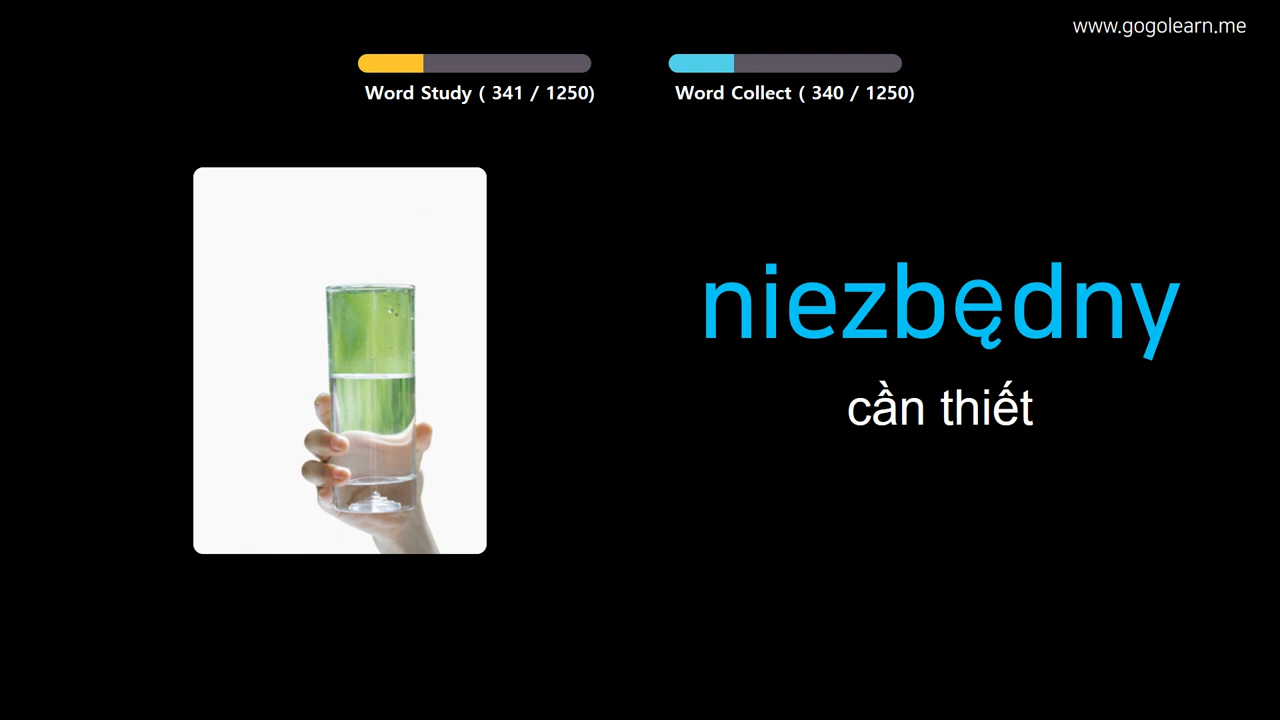 www.gogolearn.me
Word Study ( 341 / 1250)
Word Collect ( 340 / 1250)
niezbędny
cần thiết